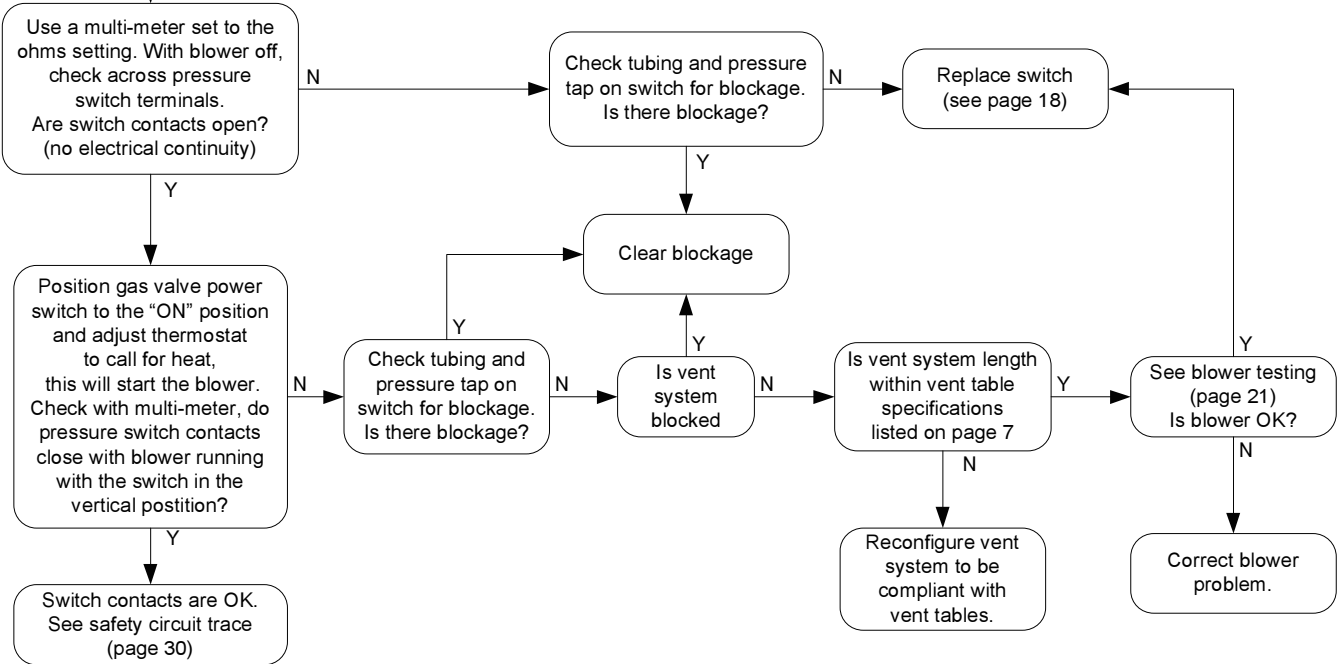 Use a multi-meter set to the
ohms setting. With blower off,
check across pressure
switch terminals.
Are switch contacts open?
(no electrical continuity)
N
Check tubing and pressure
tap on switch for blockage.
Is there blockage?
N
Replace switch
(see page 18)
Y
Y
Clear blockage
Position gas valve power
switch to the “ON” position
and adjust thermostat
to call for heat,
this will start the blower.
Check with multi-meter, do
pressure switch contacts
close with blower running
with the switch in the
vertical postition?
N
Y
Check tubing and
pressure tap on
switch for blockage.
Is there blockage?
N
Y
Is vent
system
blocked
N
Is vent system length
within vent table
specifications
listed on page 7
Y
Y
See blower testing
(page 21)
Is blower OK?
N
N
Y
Switch contacts are OK.
See safety circuit trace
(page 30)
Reconfigure vent
system to be
compliant with
vent tables.
Correct blower
problem.